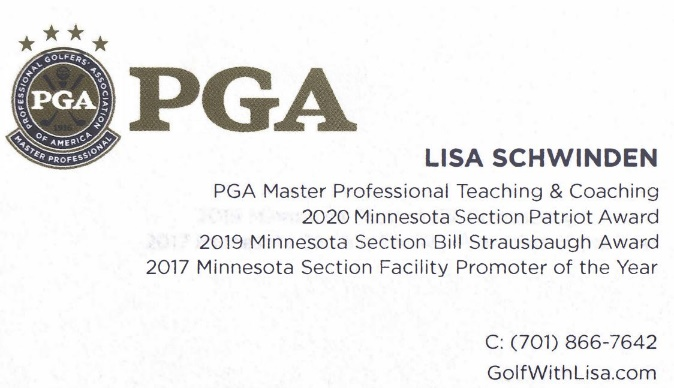 PROFESSIONAL GOLFERS' ASSOCIATION
PGA
1916
OF AMERICA
MASTER PROFESSIONAL
PGA
LISA SCHWINDEN
PGA Master Professional Teaching & Coaching
2020 Minnesota Section Patriot Award
2019 Minnesota Section Bill Strausbaugh Award
2017 Minnesota Section Facility Promoter of the Year
C: (701) 866-7642
GolfWithLisa.com